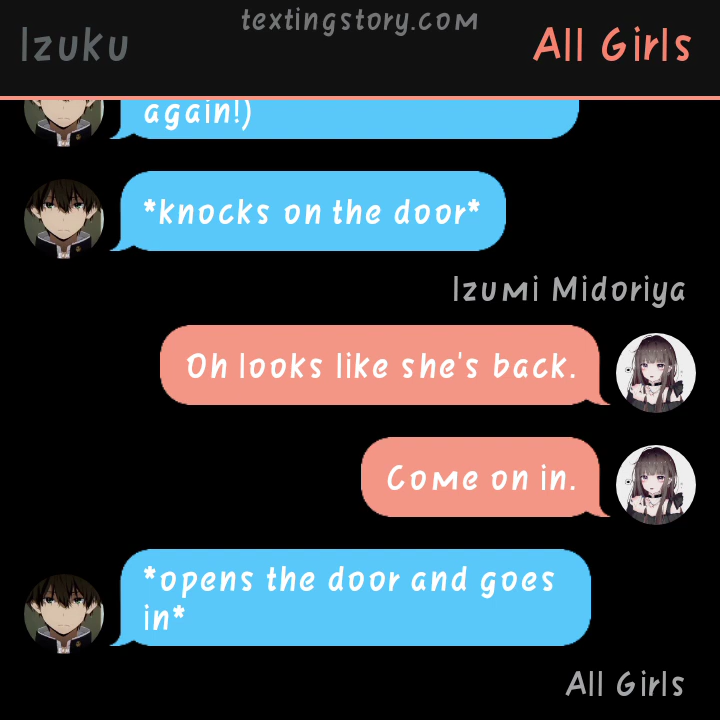 textingstory.com
Izuku
All Girls
again!)
*knocks on the door*
Izumi Midoriya
Oh looks like she's back.
Come on in.
*opens the door and goes
in*
All Girls